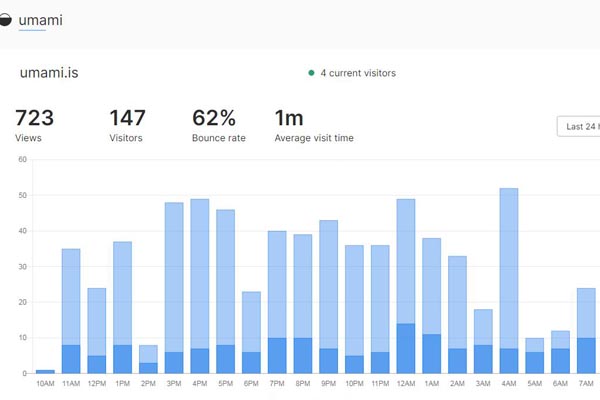 umami
umami.is
4 current visitors
723 147 62% 1m
Views Visitors Bounce rate Average visit time
Last 24 h
60
50
40
30
20
10
0
10AM 11AM 12PM 1PM 2PM 3PM 4PM 5PM 6PM 7PM 8PM 9PM 10PM 11PM 12AM 1AM 2AM 3AM 4AM 5AM 6AM 7AM